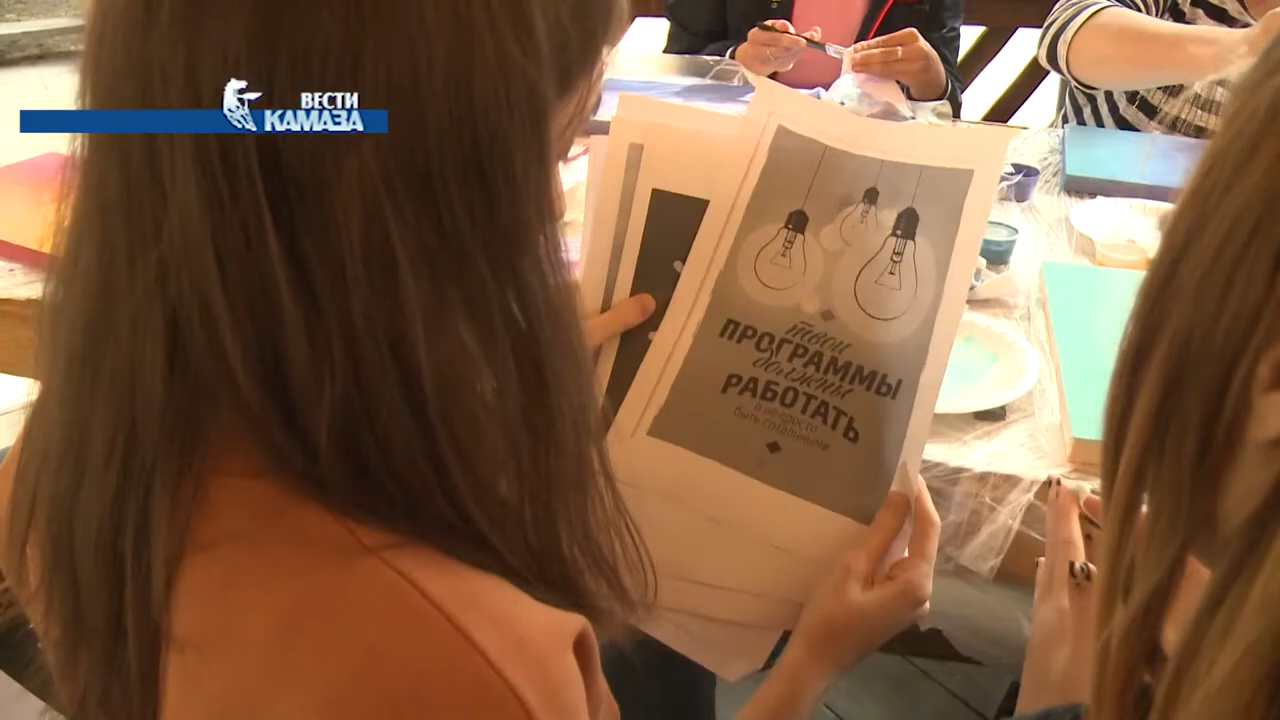 ВЕСТИ
КАМАЗА
твои
ПРОГРАММЫ
должны
РАБОТАТЬ
а не просто
быть созданными